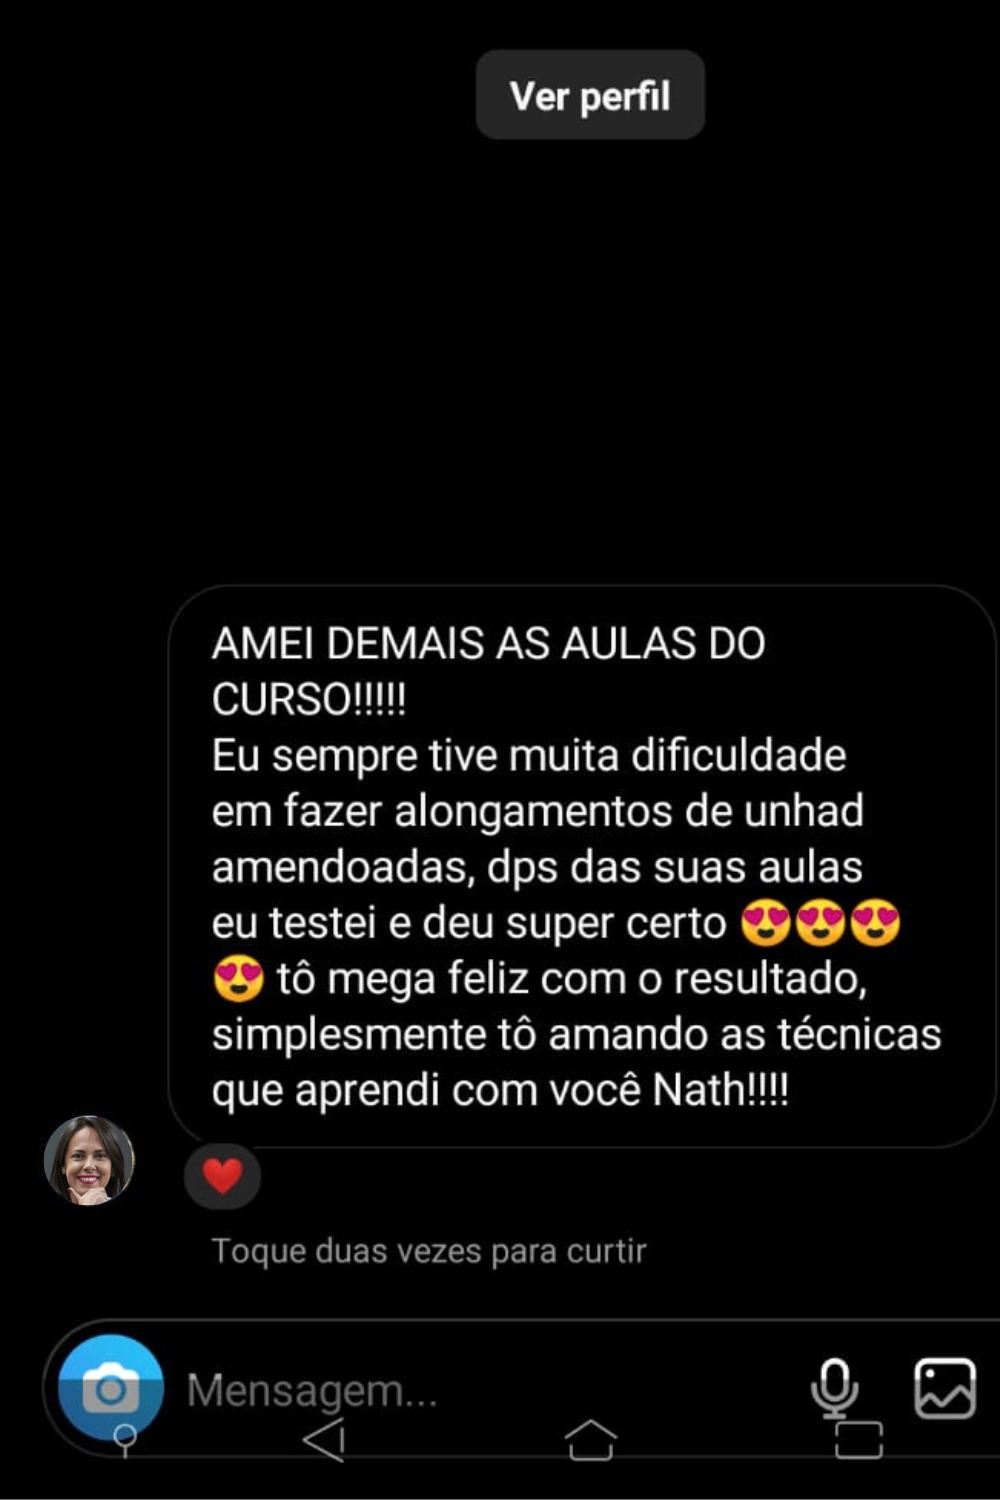 Ver perfil
AMEI DEMAIS AS AULAS DO
CURSO!!!!!
Eu sempre tive muita dificuldade
em fazer alongamentos de unhad
amendoadas, dps das suas aulas
eu testei e deu super certo 😍😍😍
😍 tô mega feliz com o resultado,
simplesmente tô amando as técnicas
que aprendi com você Nath!!!!
❤️
Toque duas vezes para curtir
Mensagem...